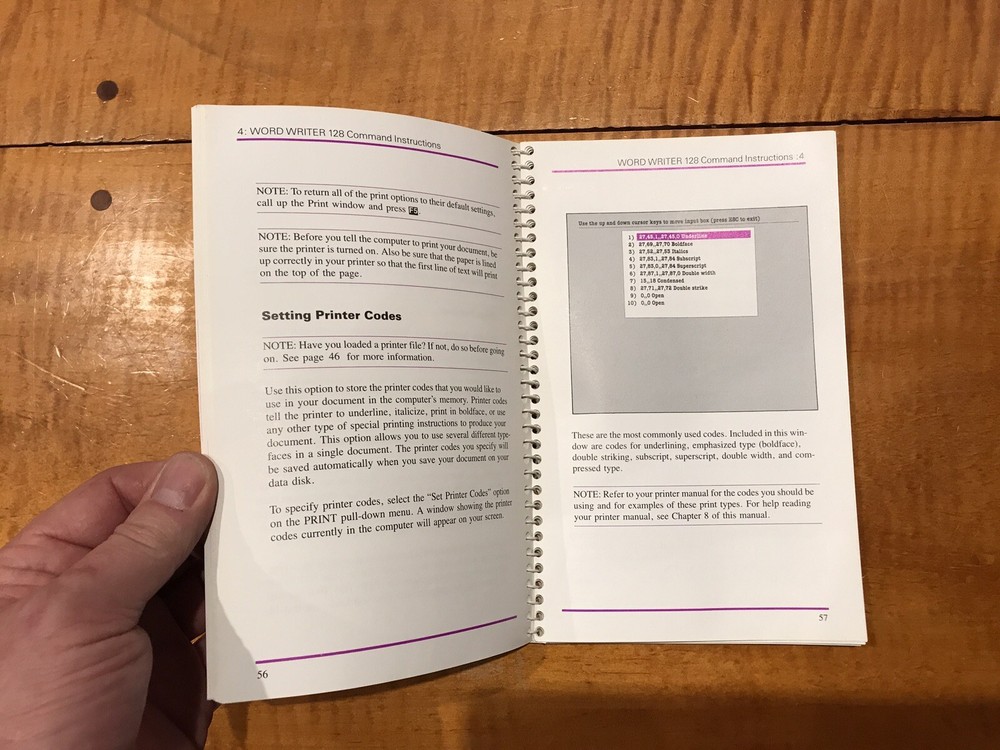 4: WORD WRITER 128 Command Instructions
NOTE: To return all of the print options to their default settings,
call up the Print window and press F5.
NOTE: Before you tell the computer to print your document, be
sure the printer is turned on. Also be sure that the paper is lined
up correctly in your printer so that the first line of text will print
on the top of the page.
Setting Printer Codes
NOTE: Have you loaded a printer file? If not, do so before going
on. See page 46 for more information.
Use this option to store the printer codes that you would like to
use in your document in the computer's memory. Printer codes
tell the printer to underline, italicize, print in boldface, or use
any other type of special printing instructions to produce your
document. This option allows you to use several different type-
faces in a single document. The printer codes you specify will
be saved automatically when you save your document on your
data disk.
To specify printer codes, select the "Set Printer Codes" option
on the PRINT pull-down menu. A window showing the printer
codes currently in the computer will appear on your screen.
56
WORD WRITER 128 Command Instructions :4
Use the up and down cursor keys to move input box (press ESC to exit)
1) 27,45,1,,27,45,0 Underline
2) 27,69,,27,70 Boldface
3) 27,52,,27,53 Italics
4) 27,83,1,,27,84 Subscript
5) 27,83,0,,27,84 Superscript
6) 27,87,1,,27,87,0 Double width
7) 15,,18 Condensed
8) 27,71,,27,72 Double strike
9) 0,,0 Open
10) 0,,0 Open
These are the most commonly used codes. Included in this win-
dow are codes for underlining, emphasized type (boldface),
double striking, subscript, superscript, double width, and com-
pressed type.
NOTE: Refer to your printer manual for the codes you should be
using and for examples of these print types. For help reading
your printer manual, see Chapter 8 of this manual.
57